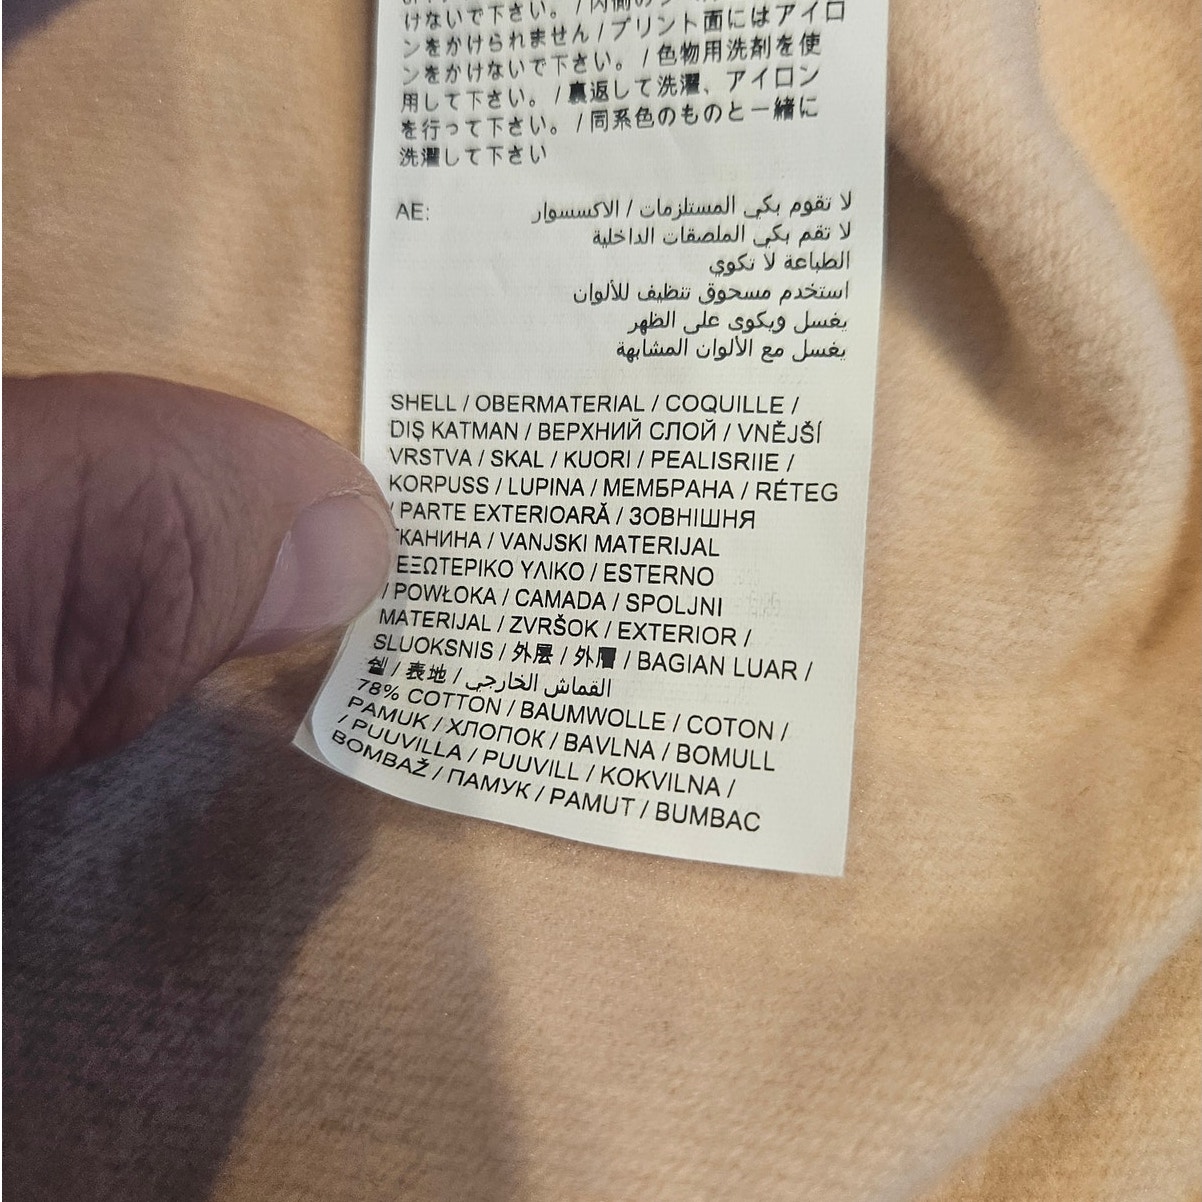 けないで下さい。 / 内側の
ンをかけられません / プリント面にはアイロ
ンをかけないで下さい。 / 色物用洗剤を使
用して下さい。 / 裏返して洗濯、アイロン
を行って下さい。 / 同系色のものと一緒に
洗濯して下さい
AE: لا تقوم بكي المستلزمات / الاكسسوار
لا تقم بكي الملصقات الداخلية
الطباعة لا تكوي
استخدم مسحوق تنظيف للألوان
يغسل ويكوى على الظهر
يغسل مع الألوان المشابهة
SHELL / OBERMATERIAL / COQUILLE /
DIŞ KATMAN / ВЕРХНИЙ СЛОЙ / VNĚJŠÍ
VRSTVA / SKAL / KUORI / PEALISRIIE /
KORPUSS / LUPINA / МЕМБРАНА / RÉTEG
/ PARTE EXTERIOARĂ / ЗОВНІШНЯ
ТКАНИНА / VANJSKI MATERIJAL
ΕΞΩΤΕΡΙΚΟ ΥΛΙΚΟ / ESTERNO
/ POWŁOKA / CAMADA / SPOLJNI
MATERIJAL / ZVRŠOK / EXTERIOR /
SLUOKSNIS / 外层 / 外層 / BAGIAN LUAR /
쉘 / 表地 / القماش الخارجي
78% COTTON / BAUMWOLLE / COTON /
PAMUK / ХЛОПОК / BAVLNA / BOMULL
/ PUUVILLA / PUUVILL / KOKVILNA /
BOMBAŽ / ПАМУК / PAMUT / BUMBAC